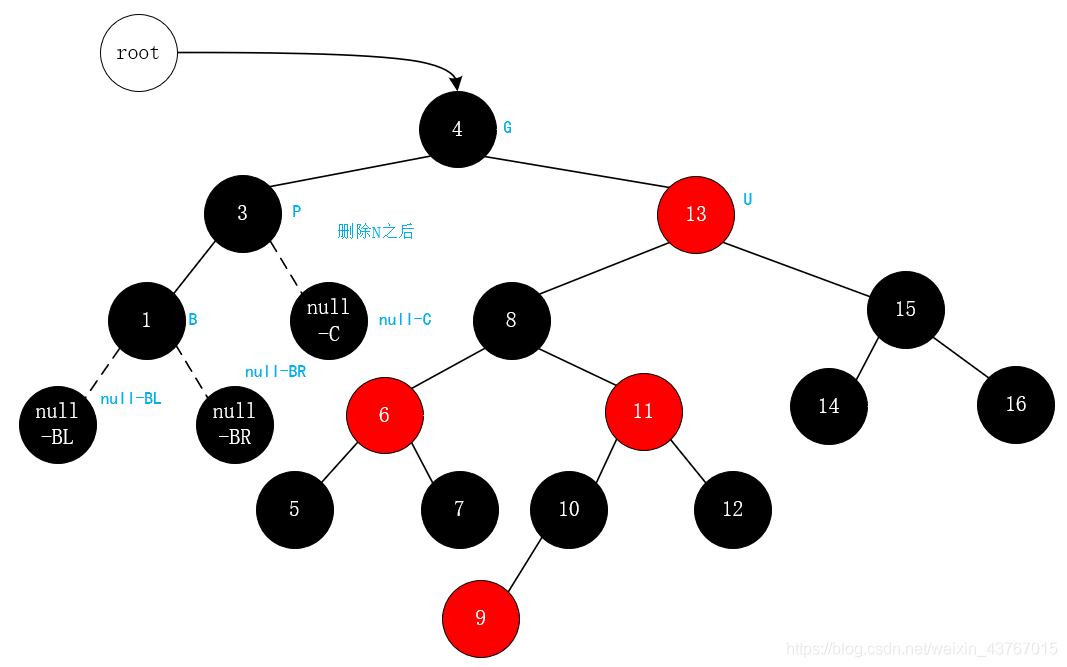 root
4
G
3
P
13
U
删除N之后
1
B
null
-C
null-C
8
15
null-BR
null-BL
null
-BL
null
-BR
6
11
14
16
5
7
10
12
9
https://blog.csdn.net/weixin_43767015